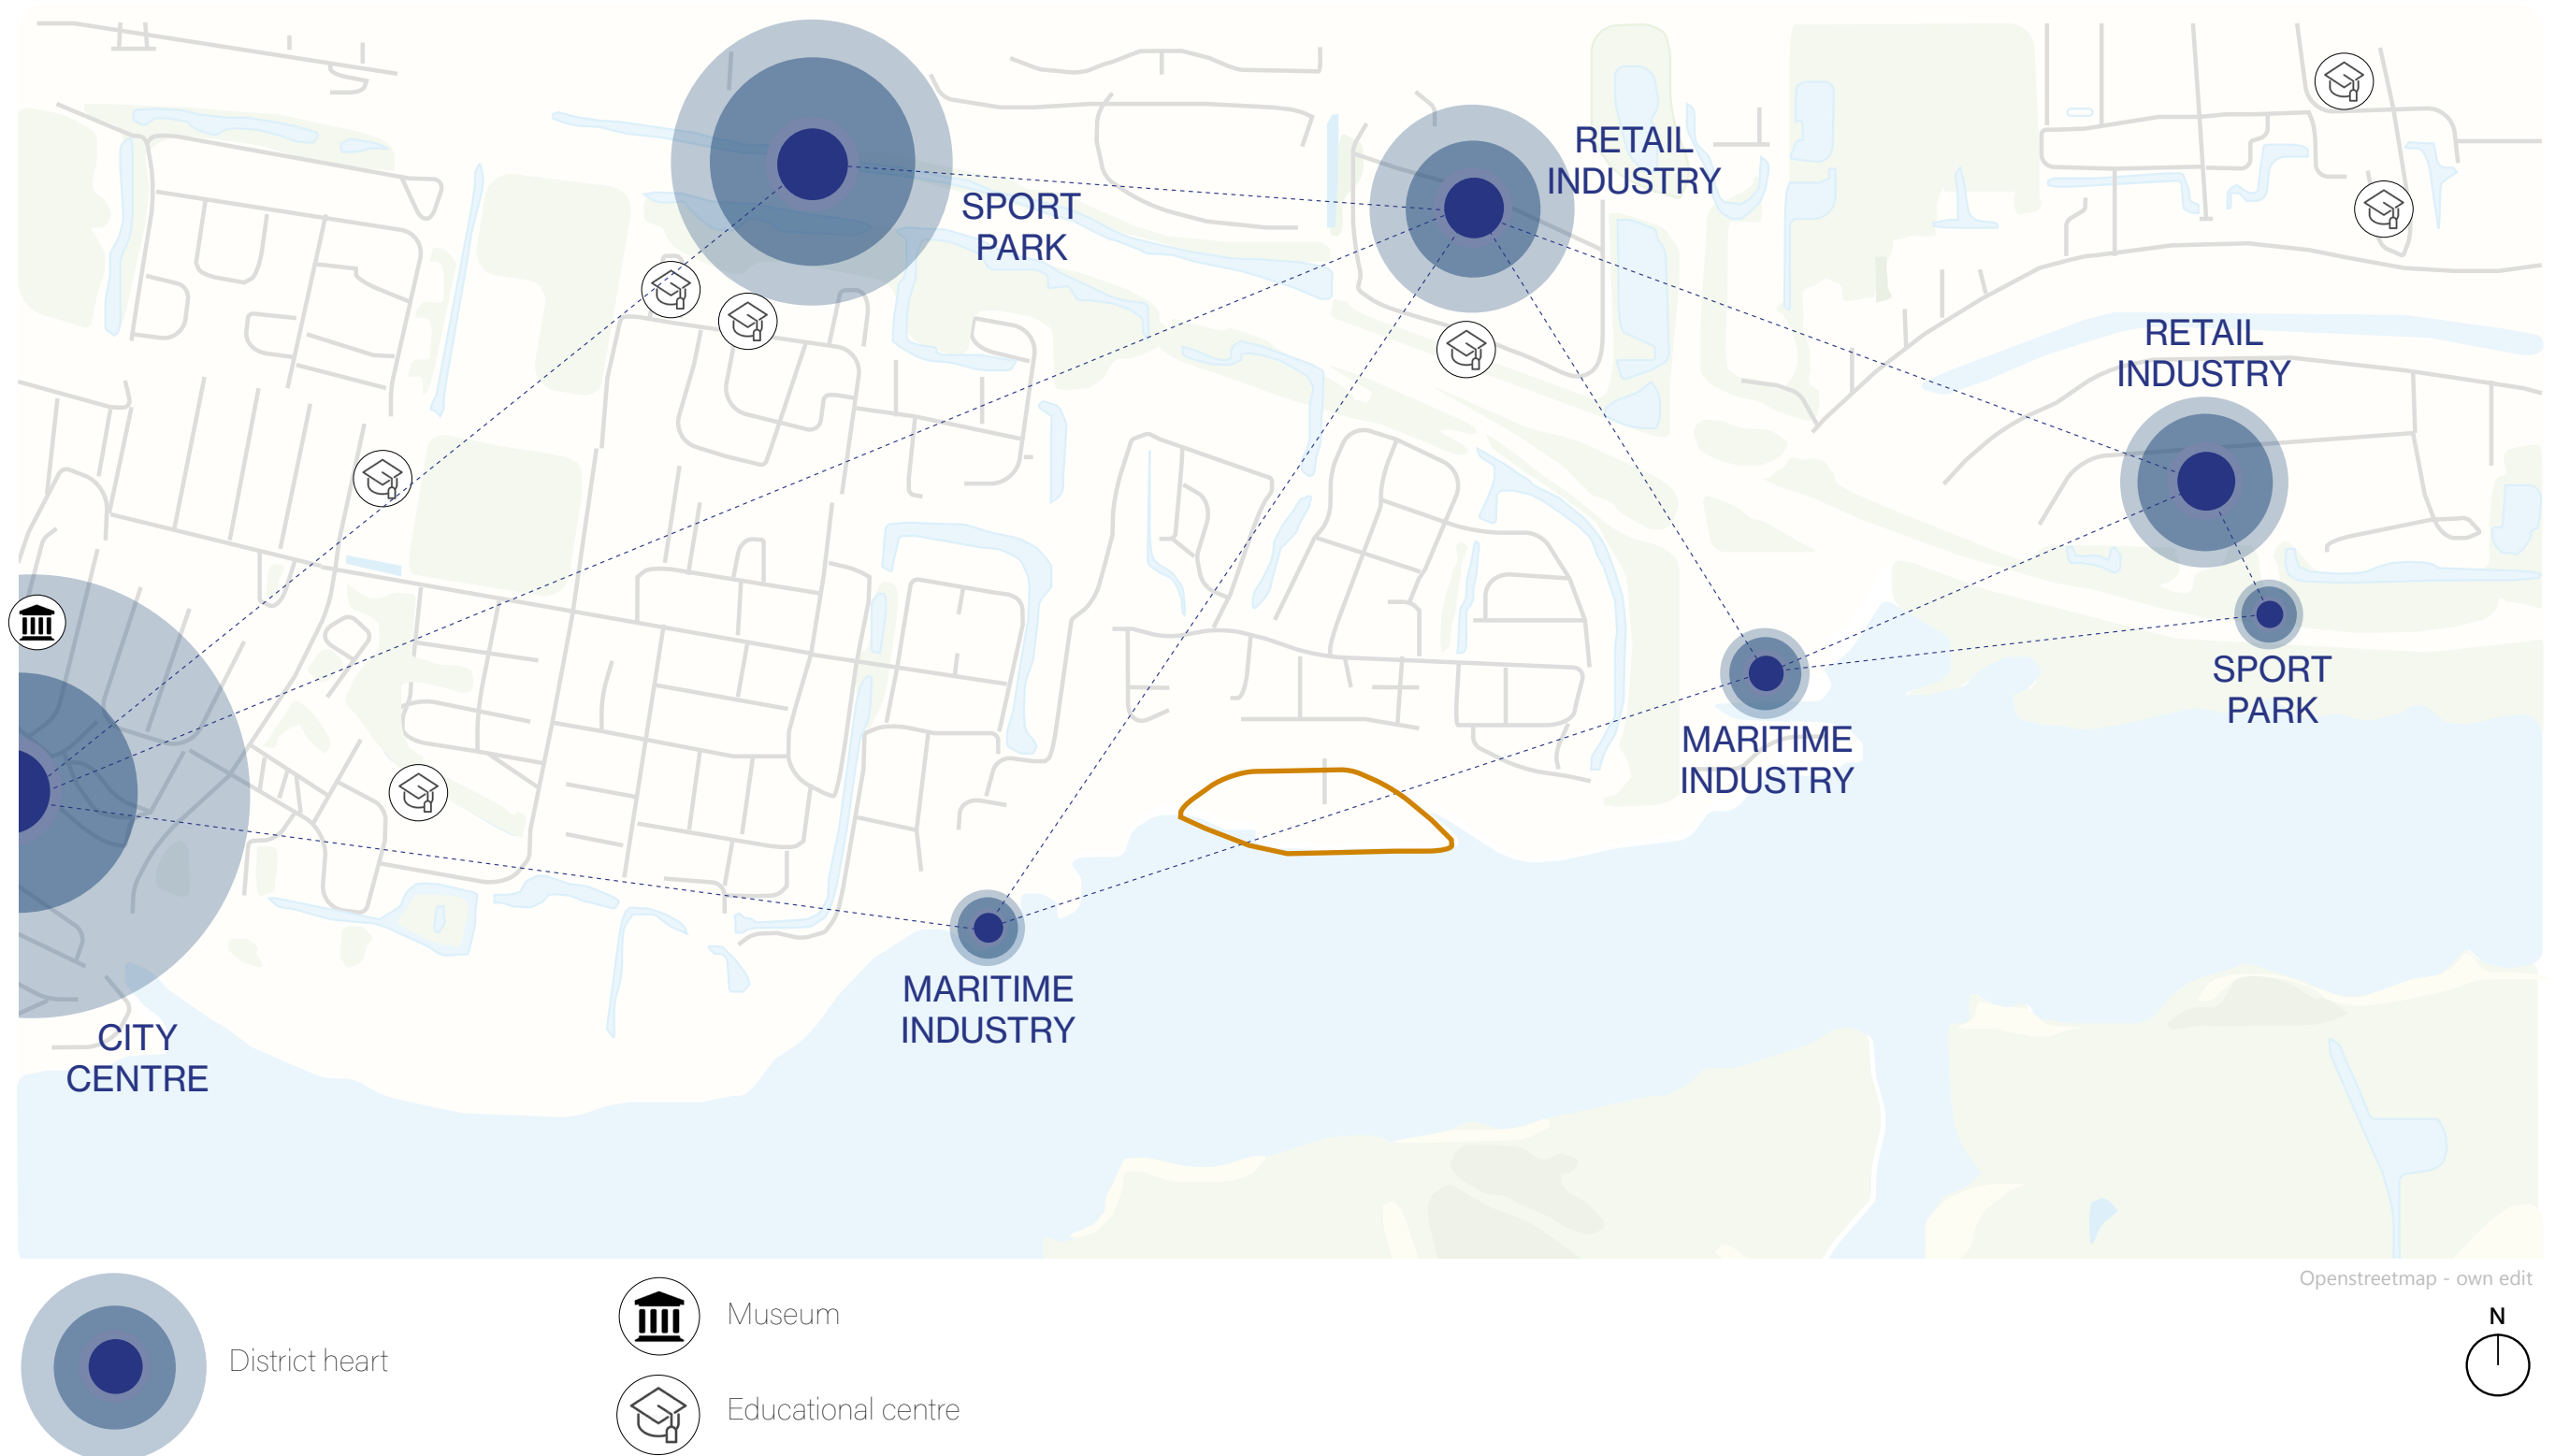 RETAIL
INDUSTRY
SPORT
PARK
RETAIL
INDUSTRY
SPORT
PARK
MARITIME
INDUSTRY
MARITIME
INDUSTRY
CITY
CENTRE
Openstreetmap - own edit
N
District heart
Museum
Educational centre